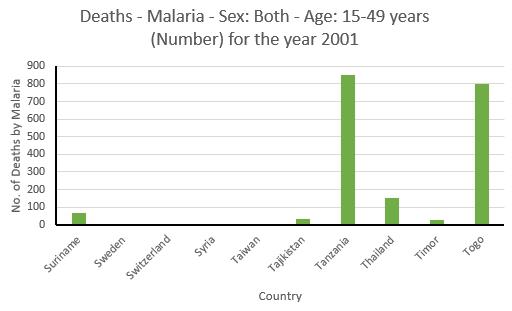 Deaths - Malaria - Sex: Both - Age: 15-49 years
(Number) for the year 2001
No. of Deaths by Malaria
900
800
700
600
500
400
300
200
100
0
Suriname
Sweden
Switzerland
Syria
Taiwan
Tajikistan
Tanzania
Thailand
Timor
Togo
Country